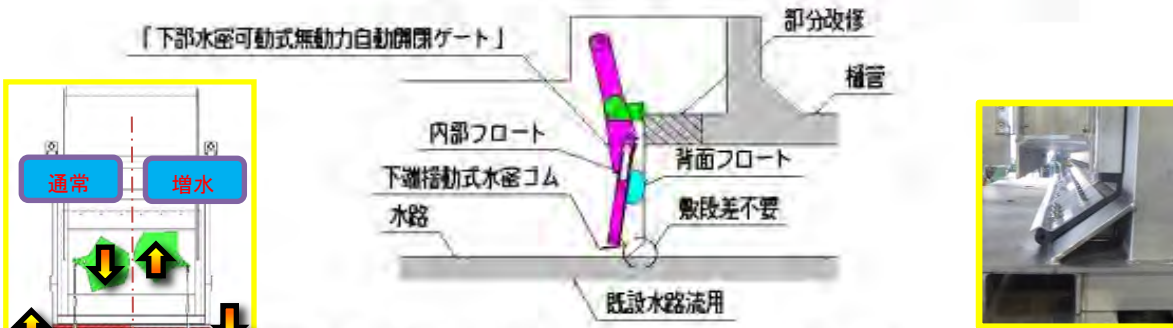 「下部水密可動式無動力自動開閉ゲート」
部分改修
樋管
内部フロート
背面フロート
下端揺動式水密ゴム
敷段差不要
水路
既設水路流用
通常
増水